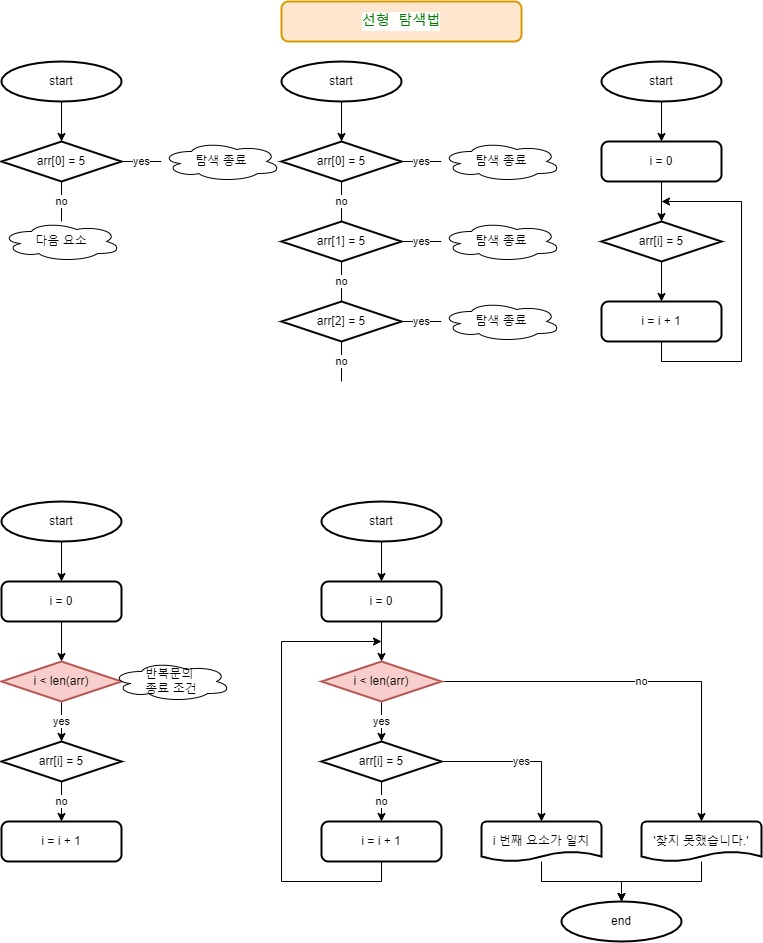 선형 탐색법
start
arr[0] = 5
yes
탐색 종료
no
다음 요소
start
arr[0] = 5
yes
탐색 종료
no
arr[1] = 5
yes
탐색 종료
no
arr[2] = 5
yes
탐색 종료
no
start
i = 0
arr[i] = 5
i = i + 1
start
i = 0
i < len(arr)
반복문의
종료 조건
yes
arr[i] = 5
no
i = i + 1
start
i = 0
i < len(arr)
no
yes
arr[i] = 5
yes
no
i = i + 1
i 번째 요소가 일치
'찾지 못했습니다.'
end